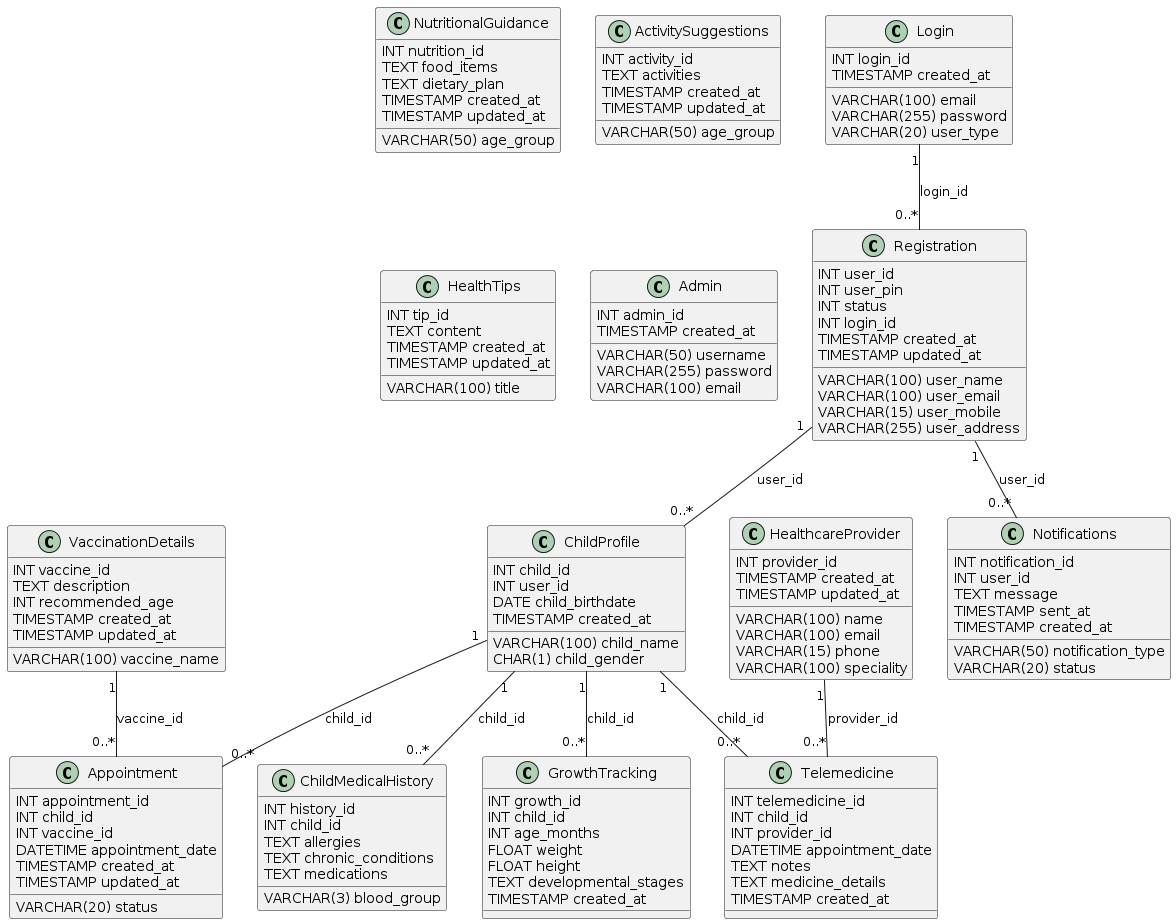 C NutritionalGuidance
INT nutrition_id
TEXT food_items
TEXT dietary_plan
TIMESTAMP created_at
TIMESTAMP updated_at
VARCHAR(50) age_group
C ActivitySuggestions
INT activity_id
TEXT activities
TIMESTAMP created_at
TIMESTAMP updated_at
VARCHAR(50) age_group
C Login
INT login_id
TIMESTAMP created_at
VARCHAR(100) email
VARCHAR(255) password
VARCHAR(20) user_type
1
login_id
0..*
C HealthTips
INT tip_id
TEXT content
TIMESTAMP created_at
TIMESTAMP updated_at
VARCHAR(100) title
C Admin
INT admin_id
TIMESTAMP created_at
VARCHAR(50) username
VARCHAR(255) password
VARCHAR(100) email
C Registration
INT user_id
INT user_pin
INT status
INT login_id
TIMESTAMP created_at
TIMESTAMP updated_at
VARCHAR(100) user_name
VARCHAR(100) user_email
VARCHAR(15) user_mobile
VARCHAR(255) user_address
1
user_id
0..*
1
user_id
0..*
C VaccinationDetails
INT vaccine_id
TEXT description
INT recommended_age
TIMESTAMP created_at
TIMESTAMP updated_at
VARCHAR(100) vaccine_name
C ChildProfile
INT child_id
INT user_id
DATE child_birthdate
TIMESTAMP created_at
VARCHAR(100) child_name
CHAR(1) child_gender
C HealthcareProvider
INT provider_id
TIMESTAMP created_at
TIMESTAMP updated_at
VARCHAR(100) name
VARCHAR(100) email
VARCHAR(15) phone
VARCHAR(100) speciality
C Notifications
INT notification_id
INT user_id
TEXT message
TIMESTAMP sent_at
TIMESTAMP created_at
VARCHAR(50) notification_type
VARCHAR(20) status
1
vaccine_id
0..*
1
child_id
0..*
1
child_id
0..*
1
child_id
0..*
1
child_id
0..*
1
provider_id
0..*
C Appointment
INT appointment_id
INT child_id
INT vaccine_id
DATETIME appointment_date
TIMESTAMP created_at
TIMESTAMP updated_at
VARCHAR(20) status
C ChildMedicalHistory
INT history_id
INT child_id
TEXT allergies
TEXT chronic_conditions
TEXT medications
VARCHAR(3) blood_group
C GrowthTracking
INT growth_id
INT child_id
INT age_months
FLOAT weight
FLOAT height
TEXT developmental_stages
TIMESTAMP created_at
C Telemedicine
INT telemedicine_id
INT child_id
INT provider_id
DATETIME appointment_date
TEXT notes
TEXT medicine_details
TIMESTAMP created_at